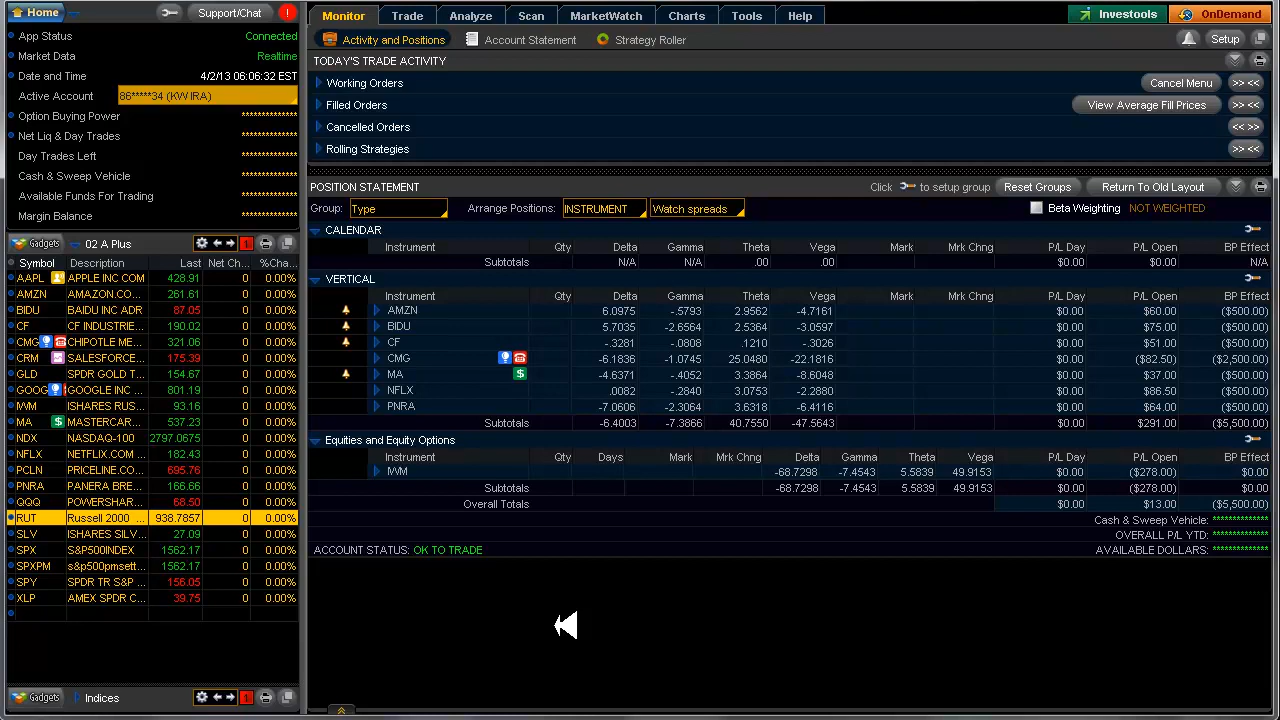 Home Support/Chat !
App Status Connected
Market Data Realtime
Date and Time 4/2/13 06:06:32 EST
Active Account 86*****34 (KW IRA)
Option Buying Power **************
Net Liq & Day Trades **************
Day Trades Left **************
Cash & Sweep Vehicle **************
Available Funds For Trading **************
Margin Balance **************
Gadgets 02 A Plus 1
Symbol Description Last Net Ch... %Cha...
AAPL APPLE INC COM 428.91 0 0.00%
AMZN AMAZON.CO... 261.61 0 0.00%
BIDU BAIDU INC ADR 87.05 0 0.00%
CF CF INDUSTRIE... 190.02 0 0.00%
CMG CHIPOTLE ME... 321.06 0 0.00%
CRM SALESFORCE... 175.39 0 0.00%
GLD SPDR GOLD T... 154.67 0 0.00%
GOOG GOOGLE INC ... 801.19 0 0.00%
IWM ISHARES RUS... 93.16 0 0.00%
MA $ MASTERCAR... 537.23 0 0.00%
NDX NASDAQ-100 2797.0675 0 0.00%
NFLX NETFLIX.COM ... 182.43 0 0.00%
PCLN PRICELINE.CO... 695.76 0 0.00%
PNRA PANERA BRE... 166.66 0 0.00%
QQQ POWERSHAR... 68.50 0 0.00%
RUT Russell 2000 ... 938.7857 0 0.00%
SLV ISHARES SILV... 27.09 0 0.00%
SPX S&P500INDEX 1562.17 0 0.00%
SPXPM s&p500pmsett... 1562.17 0 0.00%
SPY SPDR TR S&P ... 156.05 0 0.00%
XLP AMEX SPDR C... 39.75 0 0.00%
Gadgets Indices 1
Monitor Trade Analyze Scan MarketWatch Charts Tools Help Investools OnDemand
Activity and Positions Account Statement Strategy Roller Setup
TODAY'S TRADE ACTIVITY
Working Orders Cancel Menu >> <<
Filled Orders View Average Fill Prices >> <<
Cancelled Orders << >>
Rolling Strategies >> <<
POSITION STATEMENT Click to setup group Reset Groups Return To Old Layout
Group: Type Arrange Positions: INSTRUMENT Watch spreads Beta Weighting NOT WEIGHTED
CALENDAR
Instrument Qty Delta Gamma Theta Vega Mark Mrk Chng P/L Day P/L Open BP Effect
Subtotals N/A N/A .00 .00 $0.00 $0.00 N/A
VERTICAL
Instrument Qty Delta Gamma Theta Vega Mark Mrk Chng P/L Day P/L Open BP Effect
AMZN 6.0975 -.5793 2.9562 -4.7161 $0.00 $60.00 ($500.00)
BIDU 5.7035 -2.6564 2.5364 -3.0597 $0.00 $75.00 ($500.00)
CF -.3281 -.0808 .1210 -.3026 $0.00 $51.00 ($500.00)
CMG -6.1838 -1.0745 25.0480 -22.1816 $0.00 ($82.50) ($2,500.00)
MA $ -4.6371 -.4052 3.3864 -8.6048 $0.00 $37.00 ($500.00)
NFLX .0082 -.2840 3.0753 -2.2880 $0.00 $86.50 ($500.00)
PNRA -7.0606 -2.3064 3.6318 -6.4116 $0.00 $64.00 ($500.00)
Subtotals -6.4003 -7.3866 40.7550 -47.5643 $0.00 $291.00 ($5,500.00)
Equities and Equity Options
Instrument Qty Days Mark Mrk Chng Delta Gamma Theta Vega P/L Day P/L Open BP Effect
IWM -68.7298 -7.4543 5.5839 49.9153 $0.00 ($278.00) $0.00
Subtotals -68.7298 -7.4543 5.5839 49.9153 $0.00 ($278.00) $0.00
Overall Totals $0.00 $13.00 ($5,500.00)
Cash & Sweep Vehicle: **************
OVERALL P/L YTD: **************
ACCOUNT STATUS: OK TO TRADE AVAILABLE DOLLARS: **************